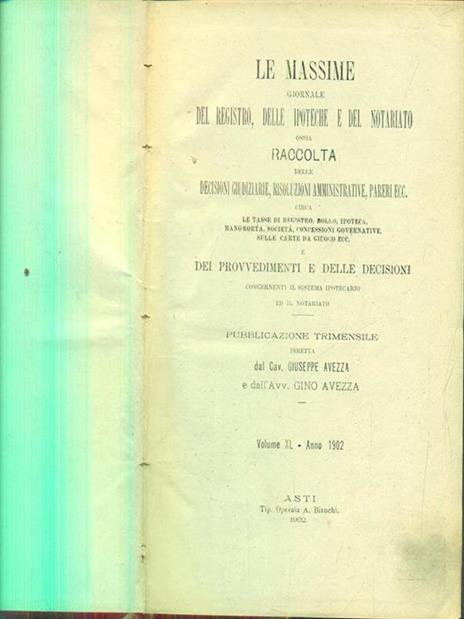 LE MASSIME
GIORNALE
DEL REGISTRO, DELLE IPOTECHE E DEL NOTARIATO
OSSIA
RACCOLTA
DELLE
DECISIONI GIUDIZIARIE, RISOLUZIONI AMMINISTRATIVE, PARERI ECC.
CIRCA
LE TASSE DI REGISTRO, BOLLO, IPOTECA,
MANOMORTA, SOCIETÀ, CONCESSIONI GOVERNATIVE,
SULLE CARTE DA GIUOCO ECC.
E
DEI PROVVEDIMENTI E DELLE DECISIONI
CONCERNENTI IL SISTEMA IPOTECARIO
ED IL NOTARIATO
PUBBLICAZIONE TRIMENSILE
DIRETTA
dal Cav. GIUSEPPE AVEZZA
e dall'Avv. GINO AVEZZA
Volume XL - Anno 1902
ASTI
Tip. Operaia A. Bianchi.
1902